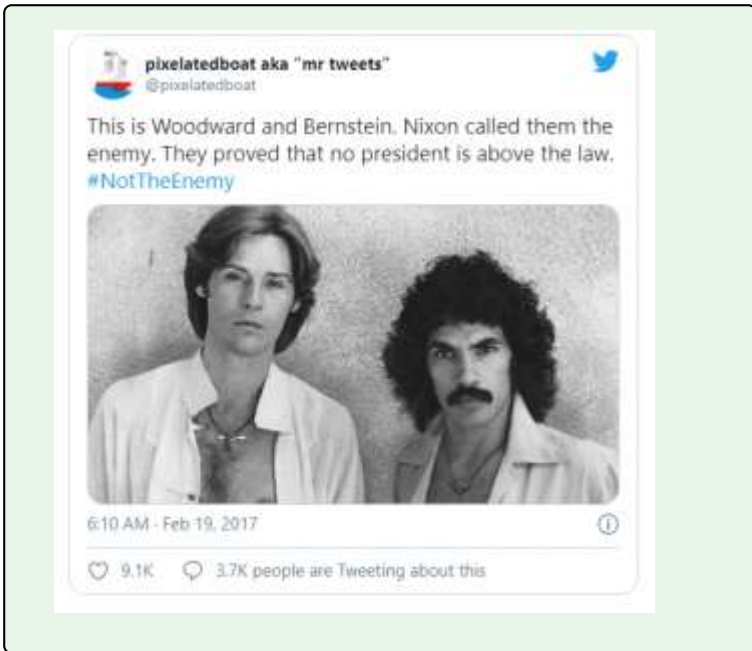 pixelatedboat aka "mr tweets"
@pixelatedboat
This is Woodward and Bernstein. Nixon called them the
enemy. They proved that no president is above the law.
#NotTheEnemy
6:10 AM - Feb 19, 2017
9.1K 3.7K people are Tweeting about this